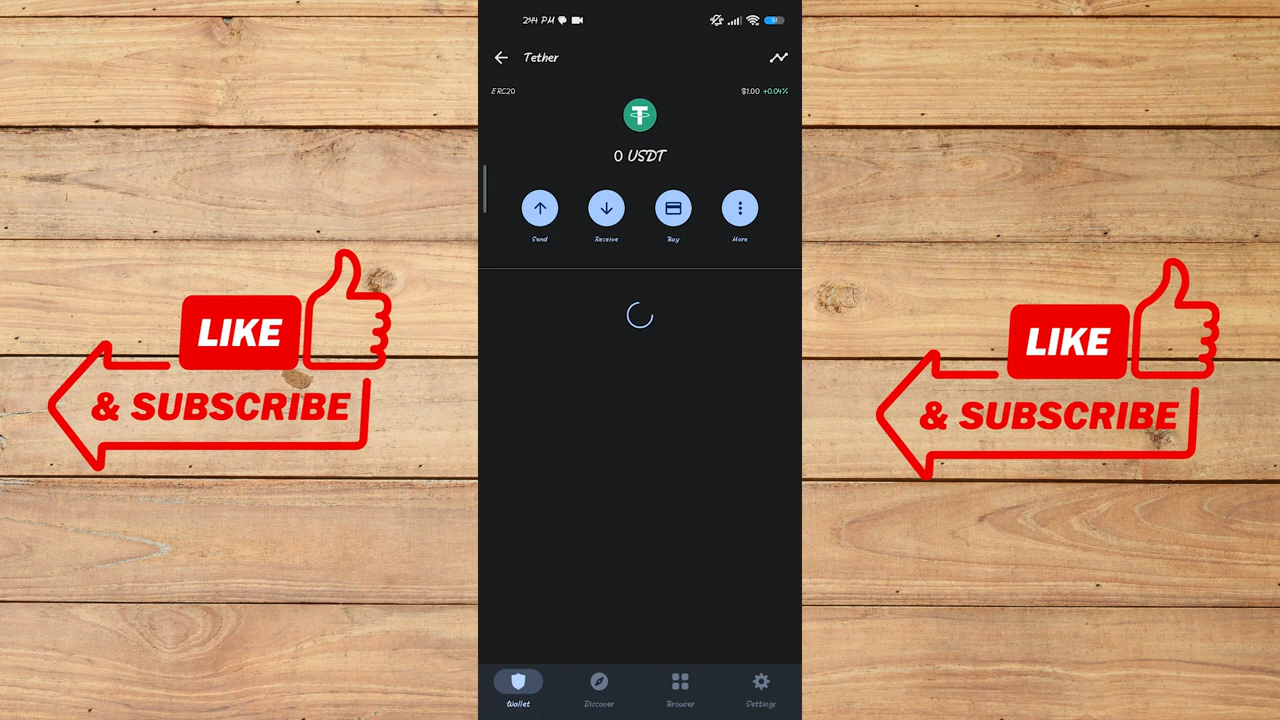 2:44 PM
Tether
ERC20
$1.00 +0.04%
0 USDT
Send
Receive
Buy
More
LIKE
& SUBSCRIBE
LIKE
& SUBSCRIBE
Wallet
Discover
Browser
Settings